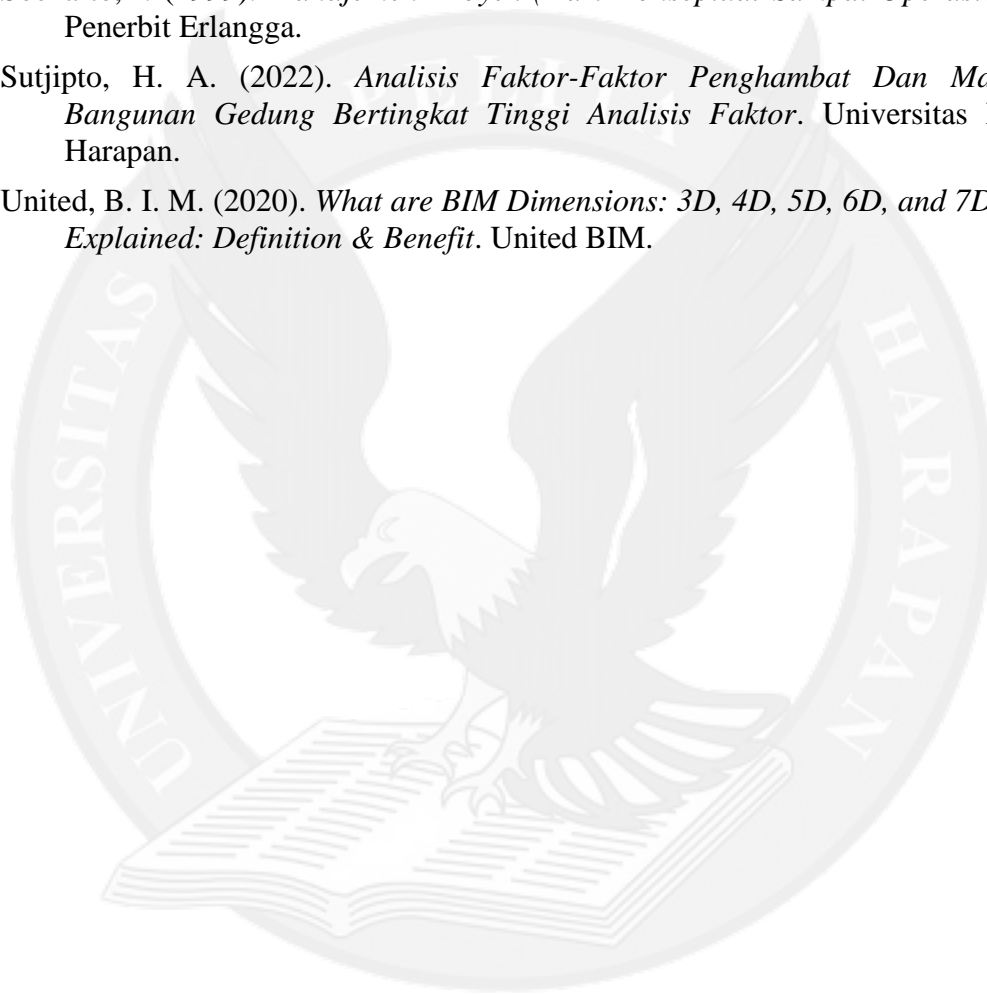 Penerbit Erlangga.
Sutjipto, H. A. (2022). Analisis Faktor-Faktor Penghambat Dan
Bangunan Gedung Bertingkat Tinggi Analisis Faktor. Universitas
Harapan.
United, B. I. M. (2020). What are BIM Dimensions: 3D, 4D, 5D, 6D, and 7D
Explained: Definition & Benefit. United BIM.
UNIVERSITAS
PELITA
HARAPAN